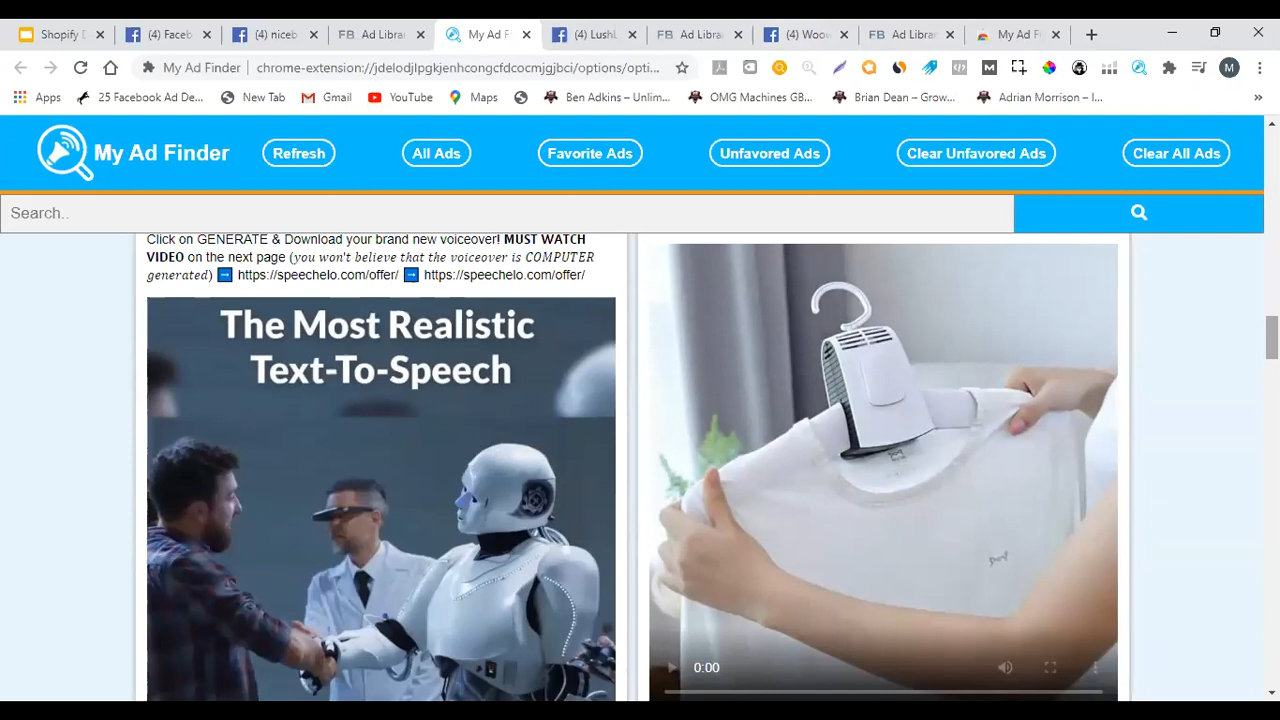 Shopify D
(4) Faceb
(4) niceb
Ad Librar
My Ad F
(4) LushL
Ad Librar
(4) Woow
Ad Librar
My Ad Fi
My Ad Finder
chrome-extension://jdelodjlpgkjenhcongcfdcocmjgjbci/options/opti...
M
Apps
25 Facebook Ad De...
New Tab
Gmail
YouTube
Maps
Ben Adkins – Unlim...
OMG Machines GB...
Brian Dean – Grow...
Adrian Morrison – I...
»
My Ad Finder
Refresh
All Ads
Favorite Ads
Unfavored Ads
Clear Unfavored Ads
Clear All Ads
Search..
Click on GENERATE & Download your brand new voiceover! MUST WATCH
VIDEO on the next page (you won't believe that the voiceover is COMPUTER
generated) ➡ https://speechelo.com/offer/ ➡ https://speechelo.com/offer/
The Most Realistic
Text-To-Speech
0:00